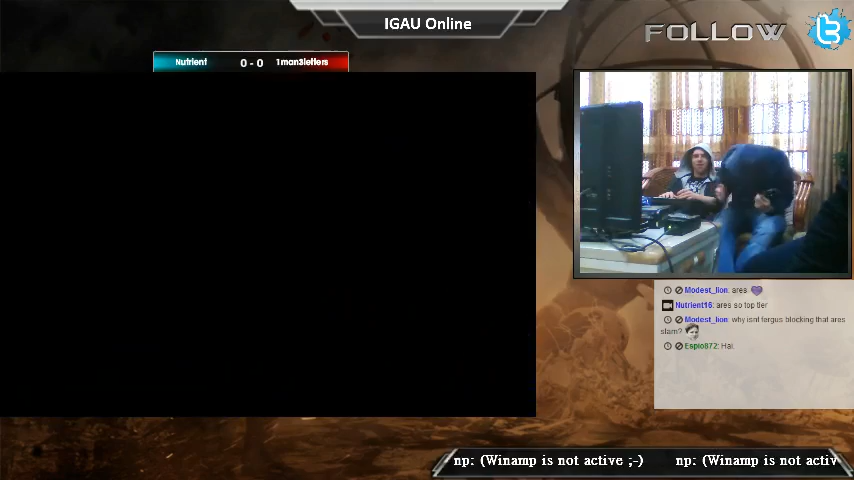 IGAU Online
FOLLOW
Nutrient 0 - 0 1man3letters
Modest_lion: ares
Nutrient16: ares so top tier
Modest_lion: why isnt fergus blocking that ares
slam?
Espio872: Hai.
np: (Winamp is not active ;-) np: (Winamp is not activ